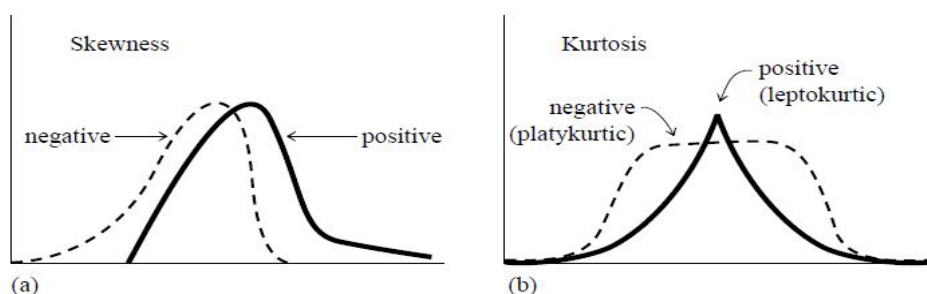 Skewness
negative
positive
(a)
Kurtosis
positive
(leptokurtic)
negative
(platykurtic)
(b)